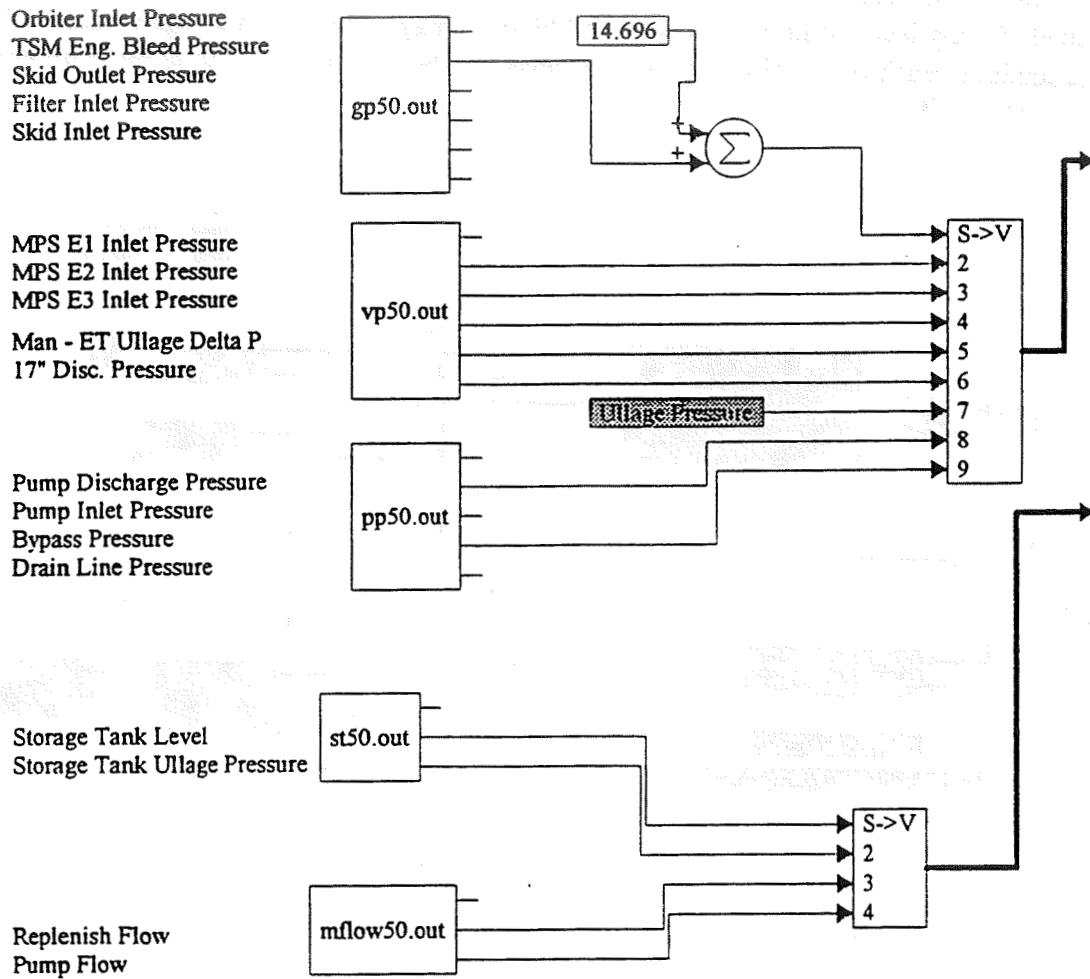 Orbiter Inlet Pressure
TSM Eng. Bleed Pressure
Skid Outlet Pressure
Filter Inlet Pressure
Skid Inlet Pressure
gp50.out
14.696
+
+
Σ
MPS E1 Inlet Pressure
MPS E2 Inlet Pressure
MPS E3 Inlet Pressure
Man - ET Ullage Delta P
17" Disc. Pressure
vp50.out
Ullage Pressure
S->V
2
3
4
5
6
7
8
9
Pump Discharge Pressure
Pump Inlet Pressure
Bypass Pressure
Drain Line Pressure
pp50.out
Storage Tank Level
Storage Tank Ullage Pressure
st50.out
S->V
2
3
4
Replenish Flow
Pump Flow
mflow50.out